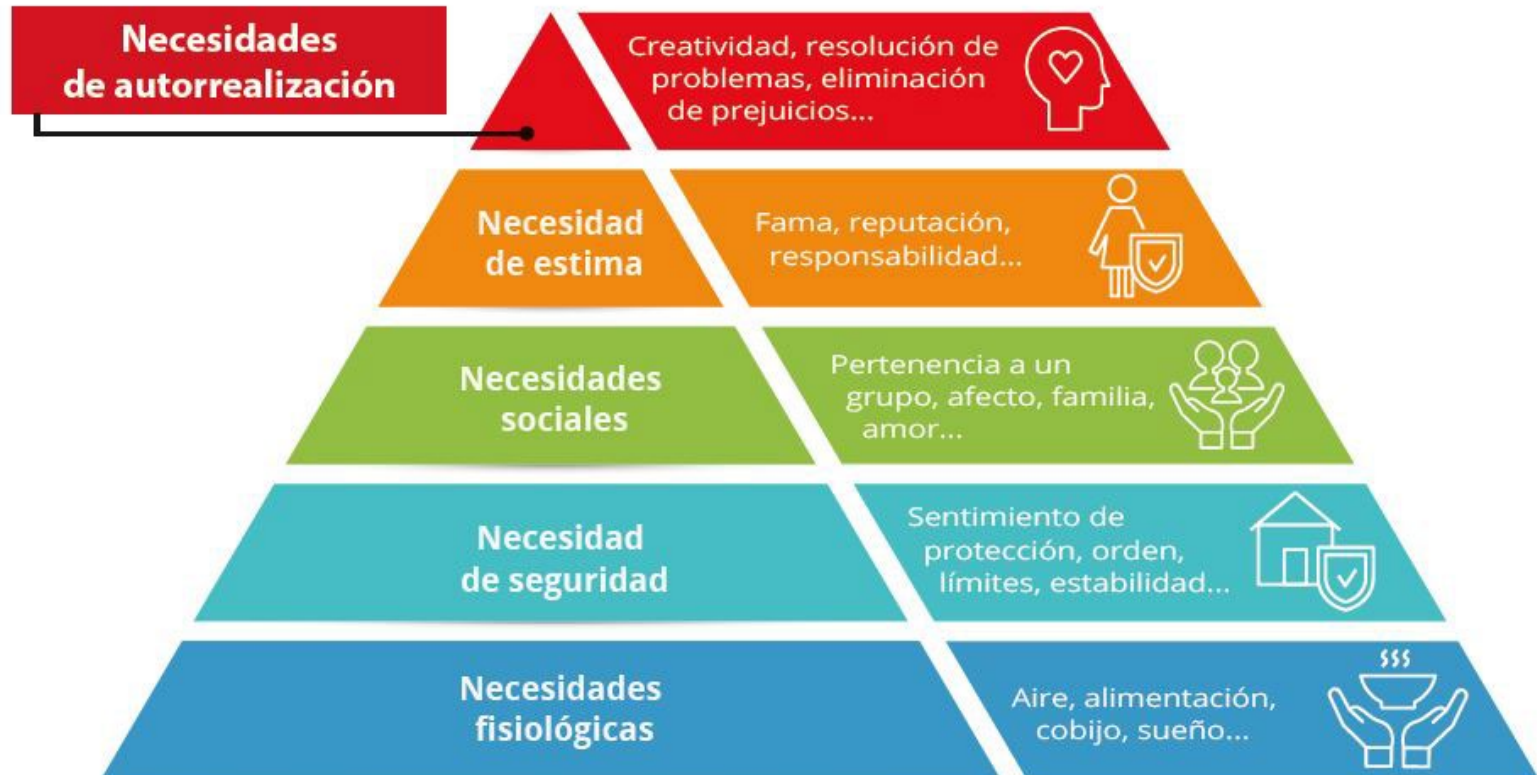 Necesidades
de autorrealización
Creatividad, resolución de
problemas, eliminación
de prejuicios...
Necesidad
de estima
Fama, reputación,
responsabilidad...
Necesidades
sociales
Pertenencia a un
grupo, afecto, familia,
amor...
Necesidad
de seguridad
Sentimiento de
protección, orden,
límites, estabilidad...
Necesidades
fisiológicas
Aire, alimentación,
cobijo, sueño...